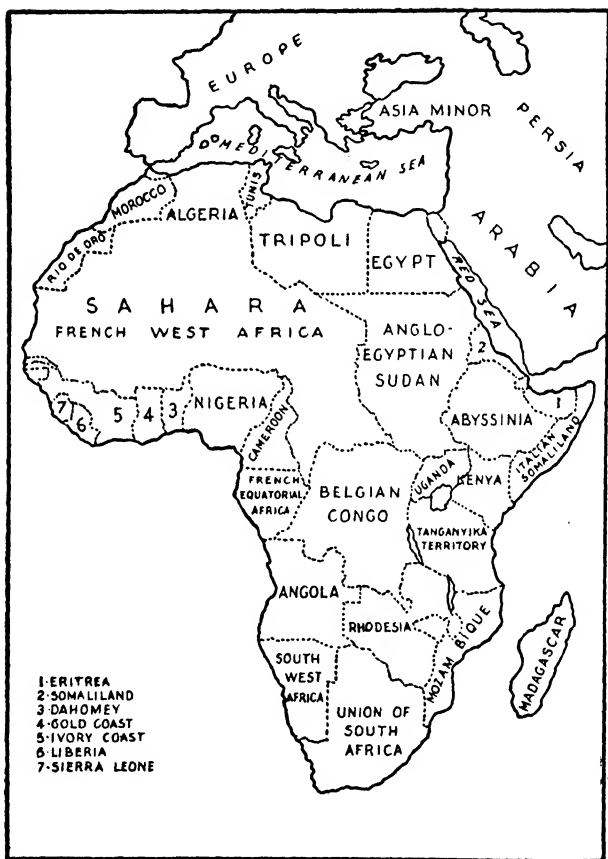 EUROPE
ASIA MINOR
PERSIA
MEDITERRANEAN SEA
ARABIA
MOROCCO
ALGERIA
TUNIS
TRIPOLI
EGYPT
RED SEA
RIO DE ORO
SAHARA
FRENCH WEST AFRICA
ANGLO-
EGYPTIAN
SUDAN
2
1
7
6
5
4
3
NIGERIA
CAMEROON
ABYSSINIA
ITALIAN
SOMALILAND
FRENCH
EQUATORIAL
AFRICA
BELGIAN
CONGO
UGANDA
KENYA
TANGANYIKA
TERRITORY
ANGOLA
RHODESIA
MOZAMBIQUE
MADAGASCAR
SOUTH
WEST
AFRICA
UNION OF
SOUTH
AFRICA
1-ERITREA
2-SOMALILAND
3-DAHOMEY
4-GOLD COAST
5-IVORY COAST
6-LIBERIA
7-SIERRA LEONE